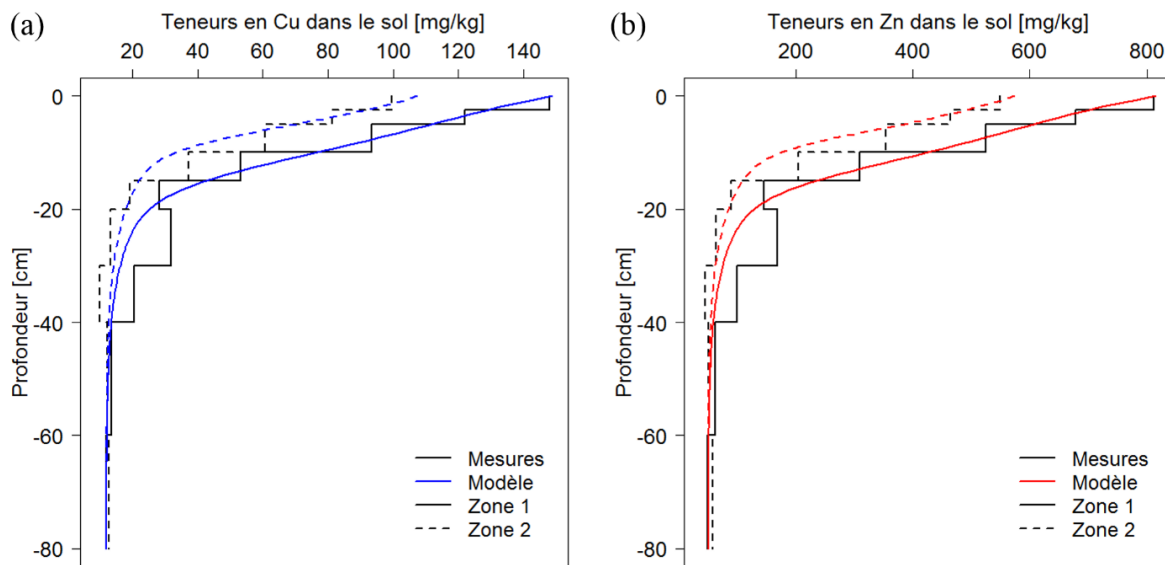 (a)
Teneurs en Cu dans le sol [mg/kg]
20 40 60 80 100 120 140
Profondeur [cm]
0
-20
-40
-60
-80
Mesures
Modèle
Zone 1
Zone 2
(b)
Teneurs en Zn dans le sol [mg/kg]
200 400 600 800
Profondeur [cm]
0
-20
-40
-60
-80
Mesures
Modèle
Zone 1
Zone 2